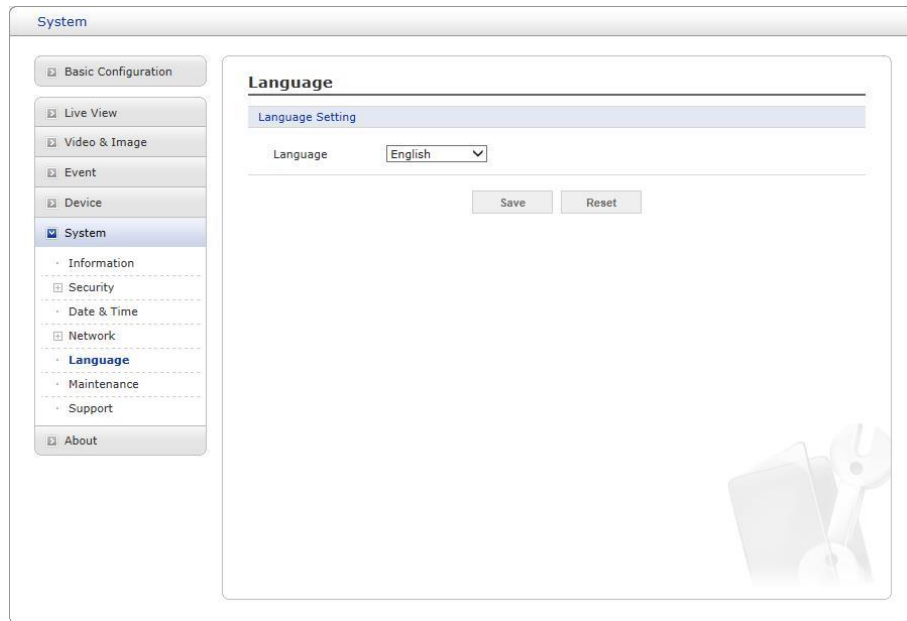 System
Basic Configuration
Live View
Video & Image
Event
Device
System
Information
Security
Date & Time
Network
Language
Maintenance
Support
About
Language
Language Setting
Language English
Save Reset